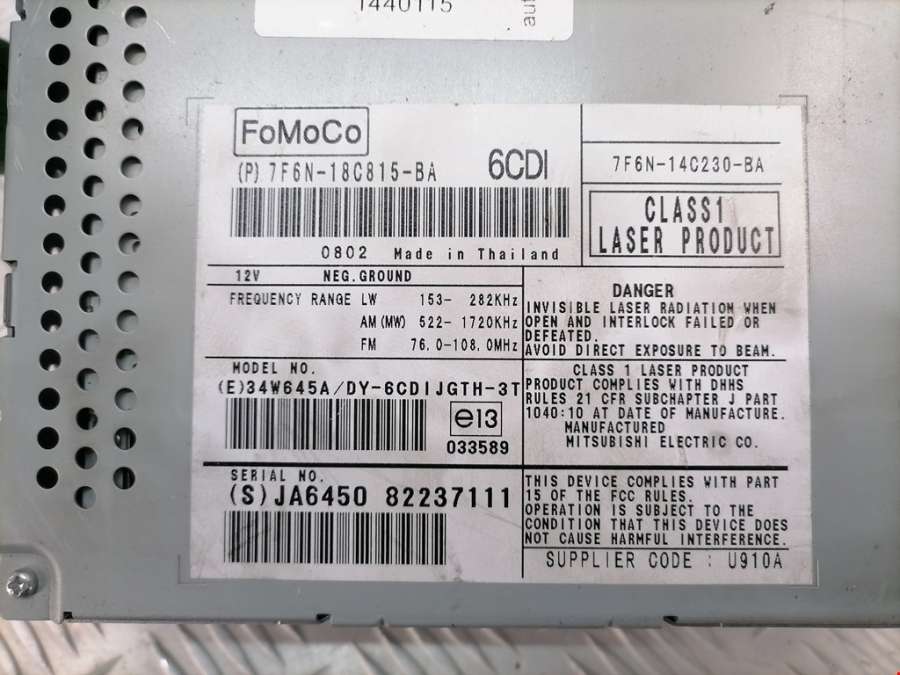 1440115
aut
FoMoCo
(P) 7F6N-18C815-BA
6CDI
0802 Made in Thailand
7F6N-14C230-BA
CLASS1
LASER PRODUCT
12V NEG.GROUND
FREQUENCY RANGE LW 153- 282KHz
AM(MW) 522- 1720KHz
FM 76.0-108.0MHz
MODEL NO.
(E)34W645A/DY-6CDIJGTH-3T
e13
033589
SERIAL NO.
(S)JA6450 82237111
DANGER
INVISIBLE LASER RADIATION WHEN
OPEN AND INTERLOCK FAILED OR
DEFEATED.
AVOID DIRECT EXPOSURE TO BEAM.
CLASS 1 LASER PRODUCT
PRODUCT COMPLIES WITH DHHS
RULES 21 CFR SUBCHAPTER J PART
1040:10 AT DATE OF MANUFACTURE.
MANUFACTURED
MITSUBISHI ELECTRIC CO.
THIS DEVICE COMPLIES WITH PART
15 OF THE FCC RULES.
OPERATION IS SUBJECT TO THE
CONDITION THAT THIS DEVICE DOES
NOT CAUSE HARMFUL INTERFERENCE.
SUPPLIER CODE : U910A